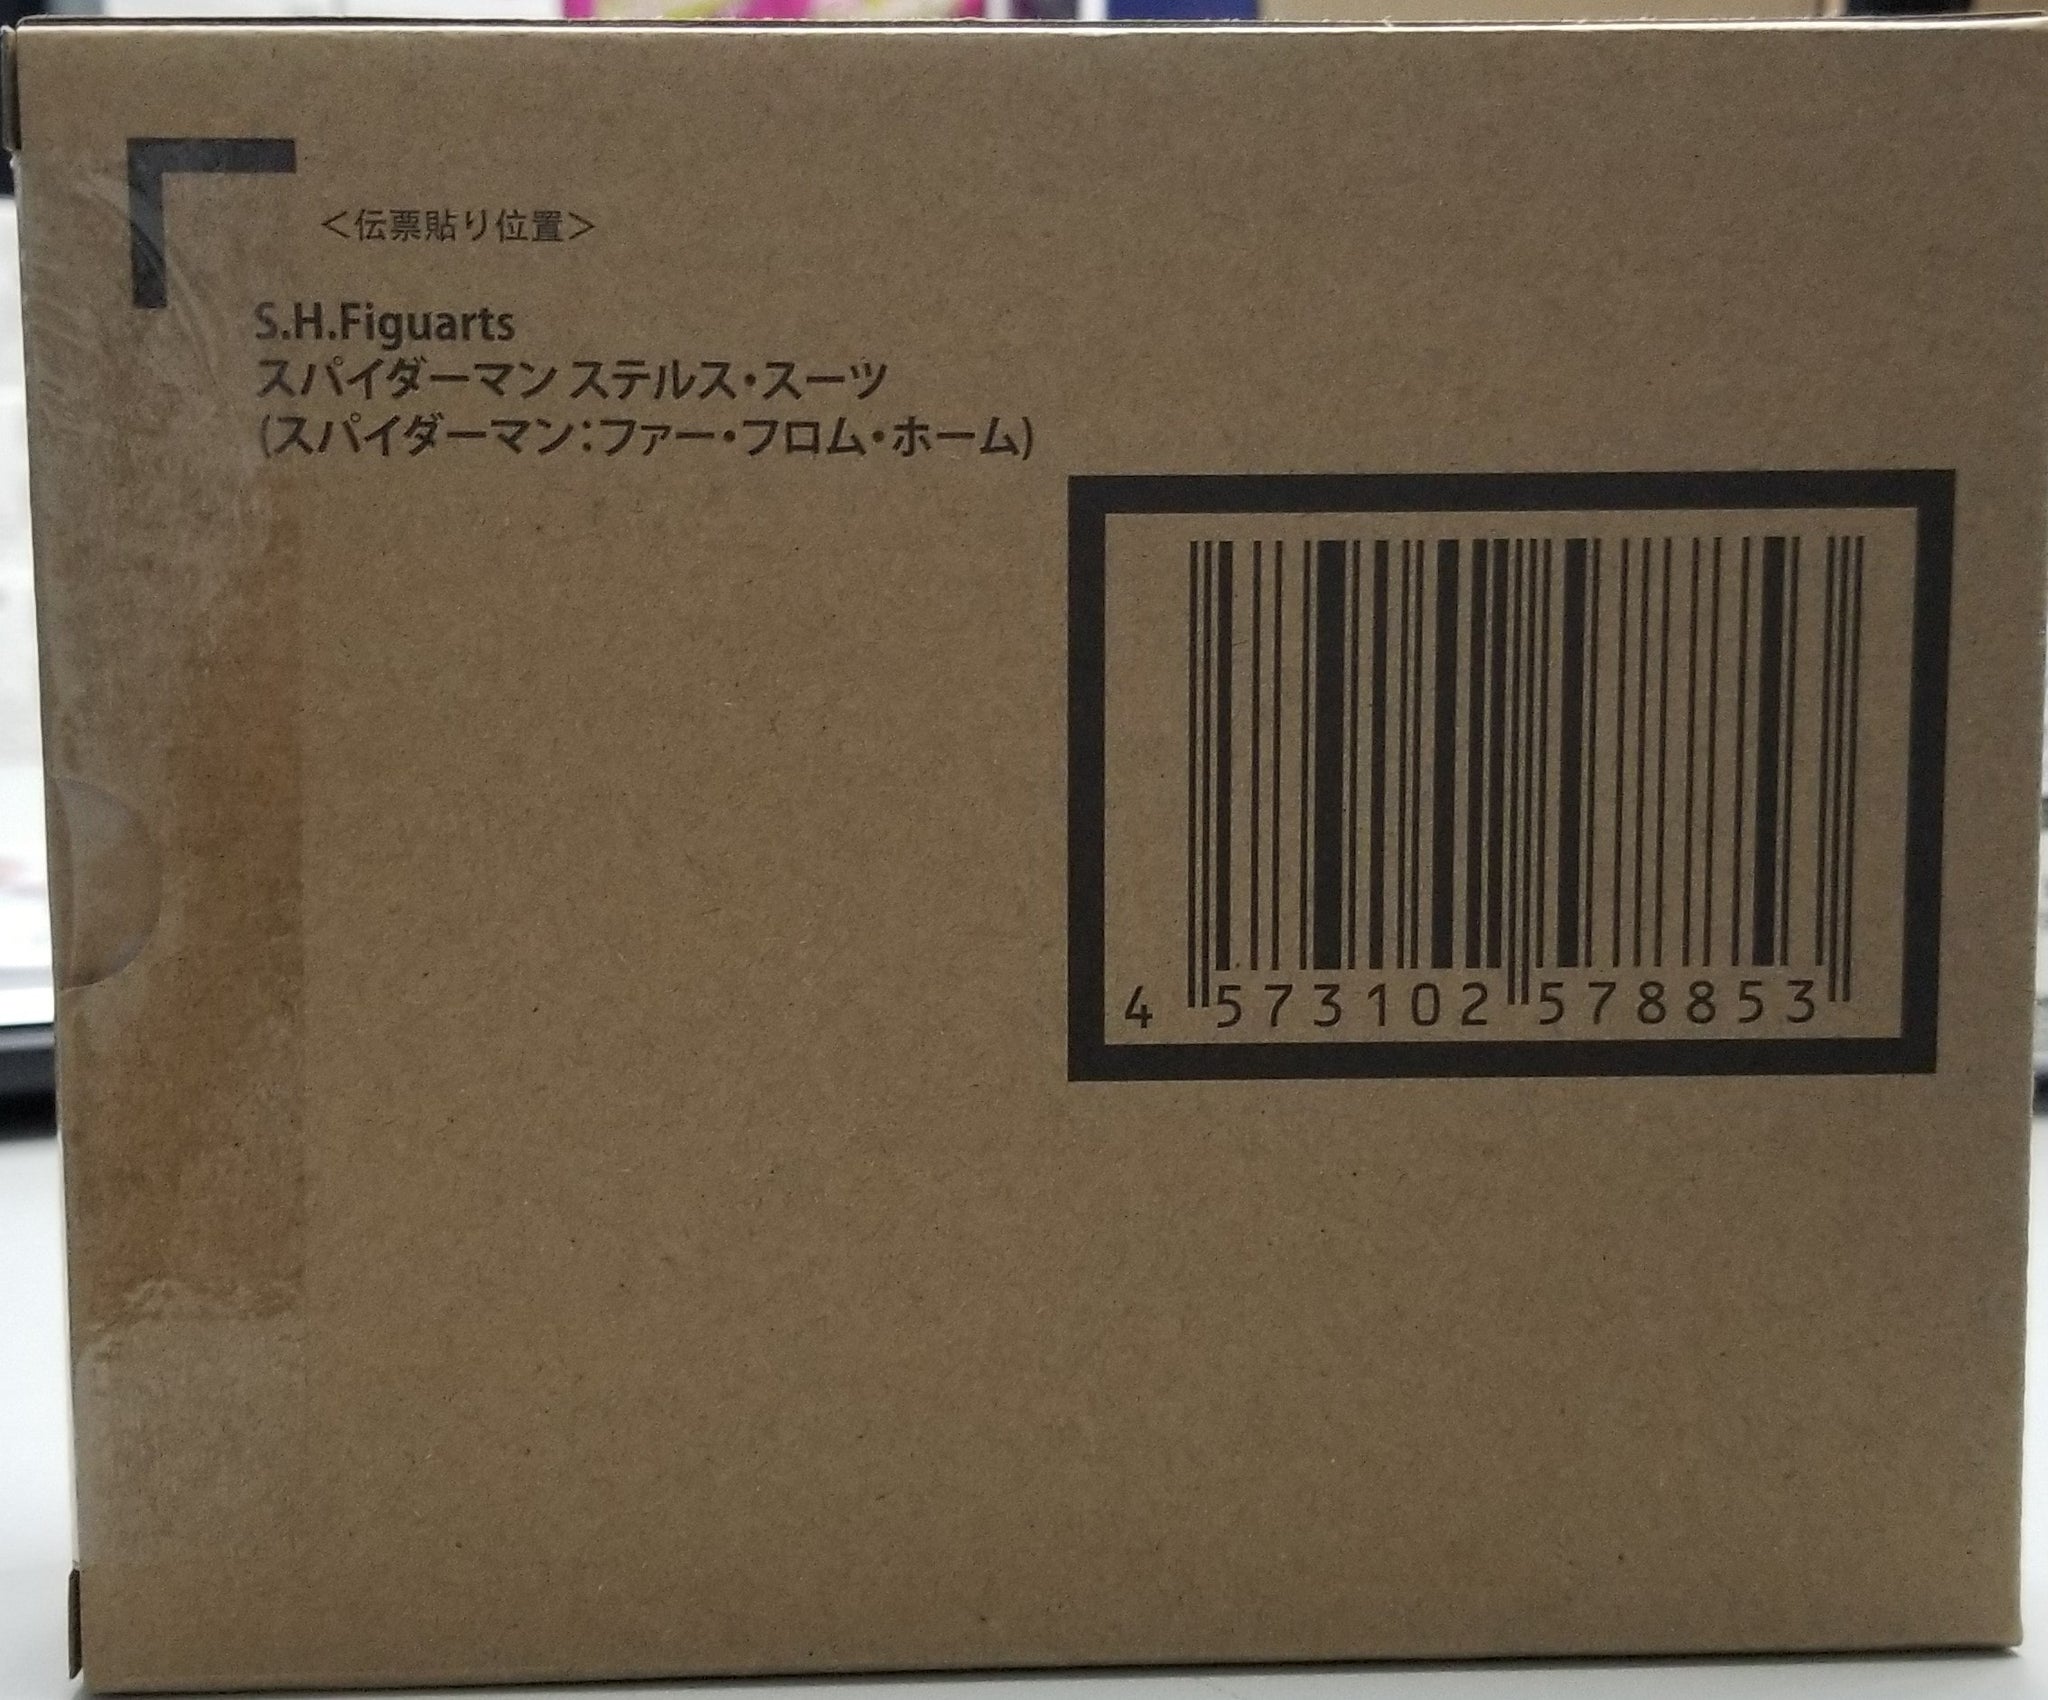 ＜伝票貼り位置＞
S.H.Figuarts
スパイダーマン ステルス・スーツ
(スパイダーマン：ファー・フロム・ホーム)
4 573102 578853